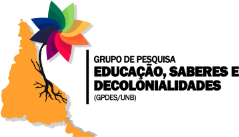 GRUPO DE PESQUISA
EDUCAÇÃO, SABERES E
DECOLONIALIDADES
(GPDES/UNB)